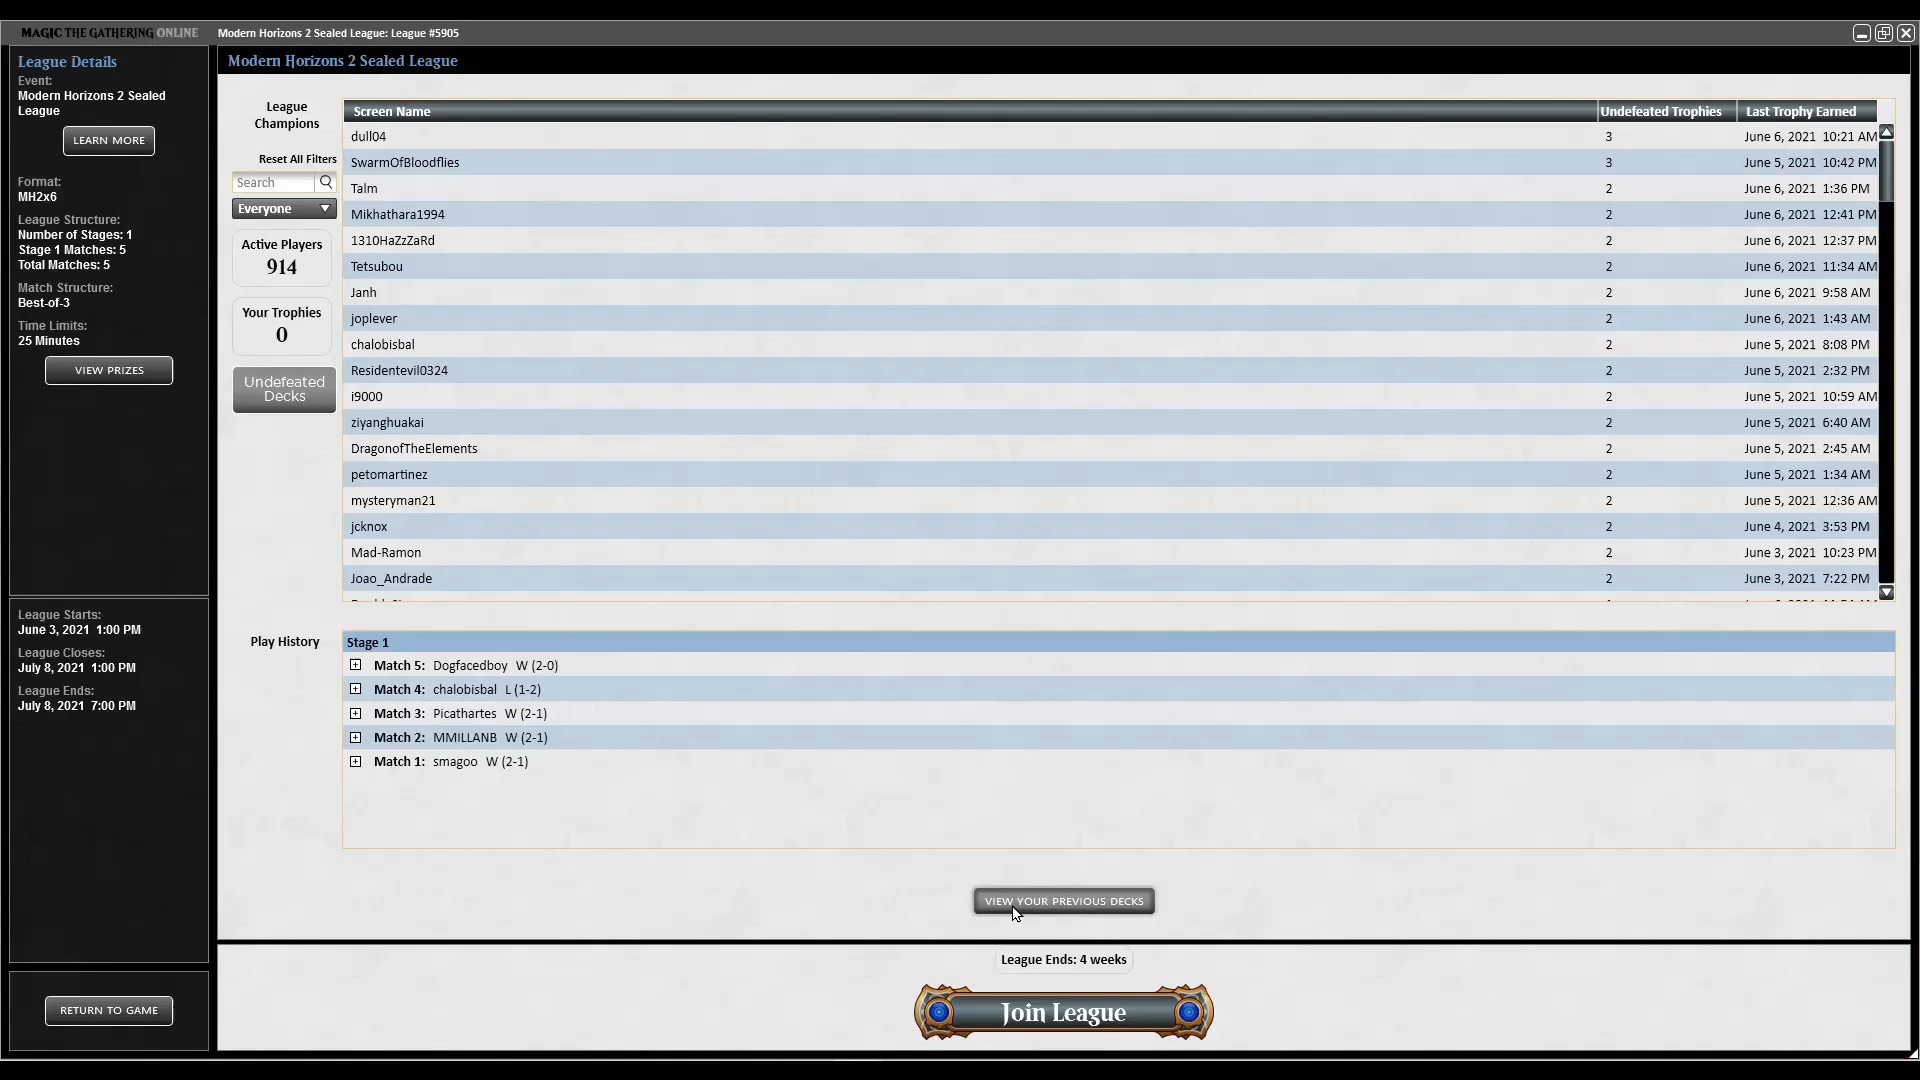 MAGIC THE GATHERING ONLINE
Modern Horizons 2 Sealed League: League #5905
League Details
Event:
Modern Horizons 2 Sealed
League
LEARN MORE
Format:
MH2x6
League Structure:
Number of Stages: 1
Stage 1 Matches: 5
Total Matches: 5
Match Structure:
Best-of-3
Time Limits:
25 Minutes
VIEW PRIZES
League Starts:
June 3, 2021 1:00 PM
League Closes:
July 8, 2021 1:00 PM
League Ends:
July 8, 2021 7:00 PM
RETURN TO GAME
Modern Horizons 2 Sealed League
League
Champions
Reset All Filters
Search
Everyone
Active Players
914
Your Trophies
0
Undefeated
Decks
Screen Name Undefeated Trophies Last Trophy Earned
dull04 3 June 6, 2021 10:21 AM
SwarmOfBloodflies 3 June 5, 2021 10:42 PM
Talm 2 June 6, 2021 1:36 PM
Mikhathara1994 2 June 6, 2021 12:41 PM
1310HaZzZaRd 2 June 6, 2021 12:37 PM
Tetsubou 2 June 6, 2021 11:34 AM
Janh 2 June 6, 2021 9:58 AM
joplever 2 June 6, 2021 1:43 AM
chalobisbal 2 June 5, 2021 8:08 PM
Residentevil0324 2 June 5, 2021 2:32 PM
i9000 2 June 5, 2021 10:59 AM
ziyanghuakai 2 June 5, 2021 6:40 AM
DragonofTheElements 2 June 5, 2021 2:45 AM
petomartinez 2 June 5, 2021 1:34 AM
mysteryman21 2 June 5, 2021 12:36 AM
jcknox 2 June 4, 2021 3:53 PM
Mad-Ramon 2 June 3, 2021 10:23 PM
Joao_Andrade 2 June 3, 2021 7:22 PM
Play History
Stage 1
Match 5: Dogfacedboy W (2-0)
Match 4: chalobisbal L (1-2)
Match 3: Picathartes W (2-1)
Match 2: MMILLANB W (2-1)
Match 1: smagoo W (2-1)
VIEW YOUR PREVIOUS DECKS
League Ends: 4 weeks
Join League